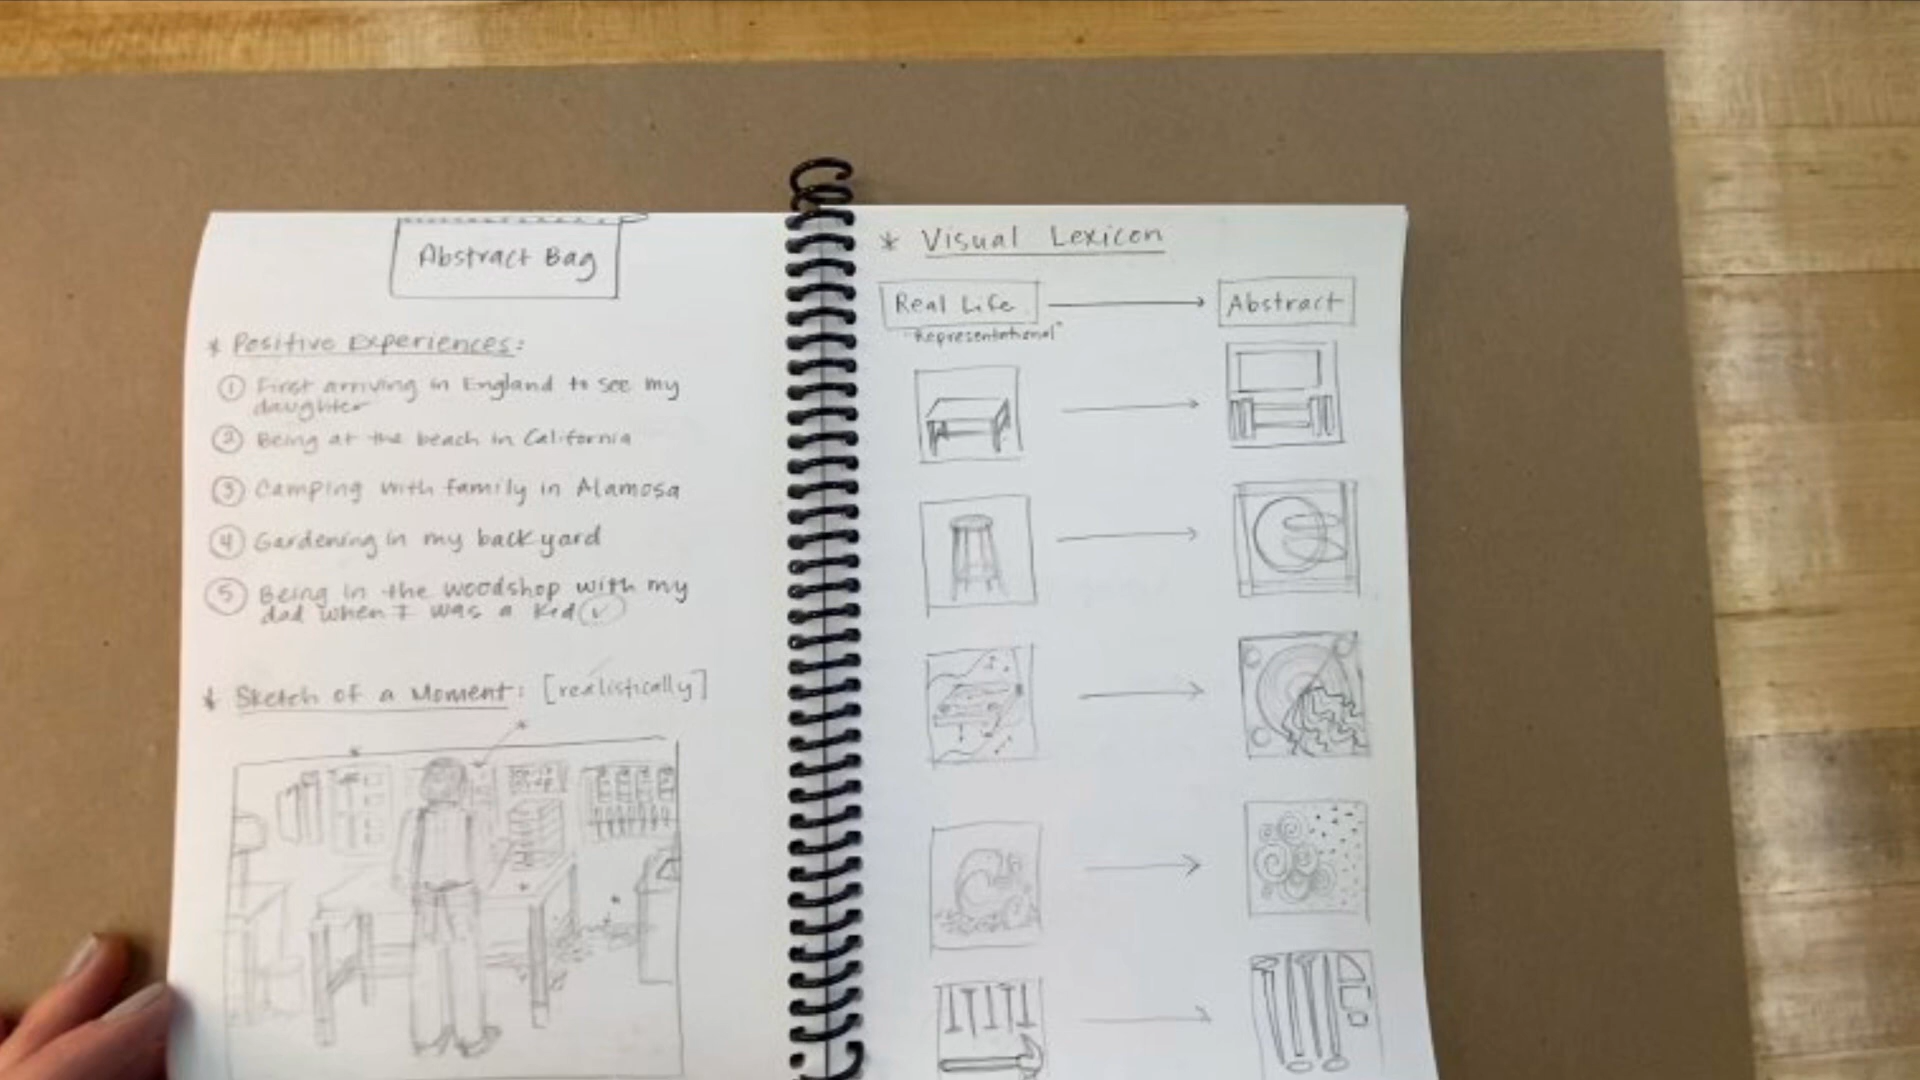 Abstract Bag
* Positive Experiences:
① First arriving in England to see my
daughter
② Being at the beach in California
③ Camping with family in Alamosa
④ Gardening in my backyard
⑤ Being in the woodshop with my
dad when I was a kid ✓
* Sketch of a Moment: [realistically]
* Visual Lexicon
Real Life → Abstract
"Representational"